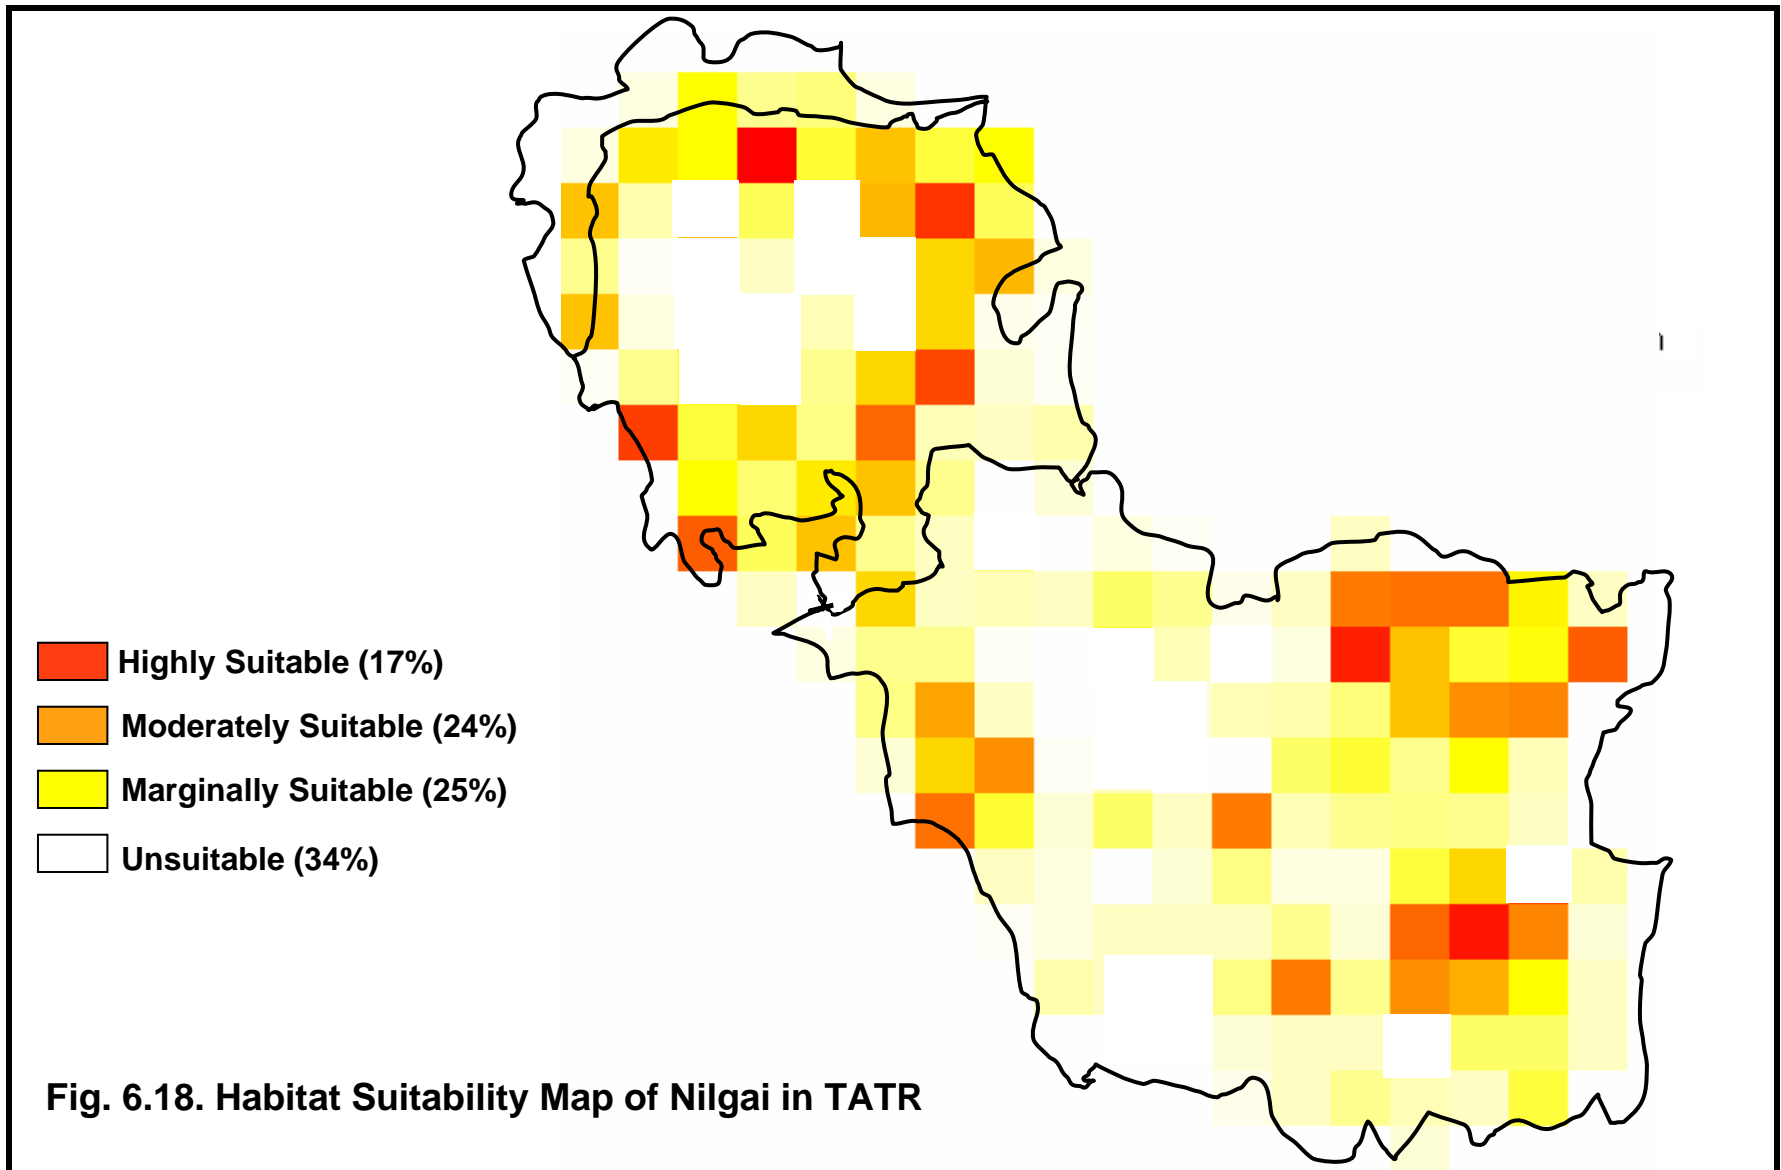 Highly Suitable (17%)
Moderately Suitable (24%)
Marginally Suitable (25%)
Unsuitable (34%)
Fig. 6.18. Habitat Suitability Map of Nilgai in TATR